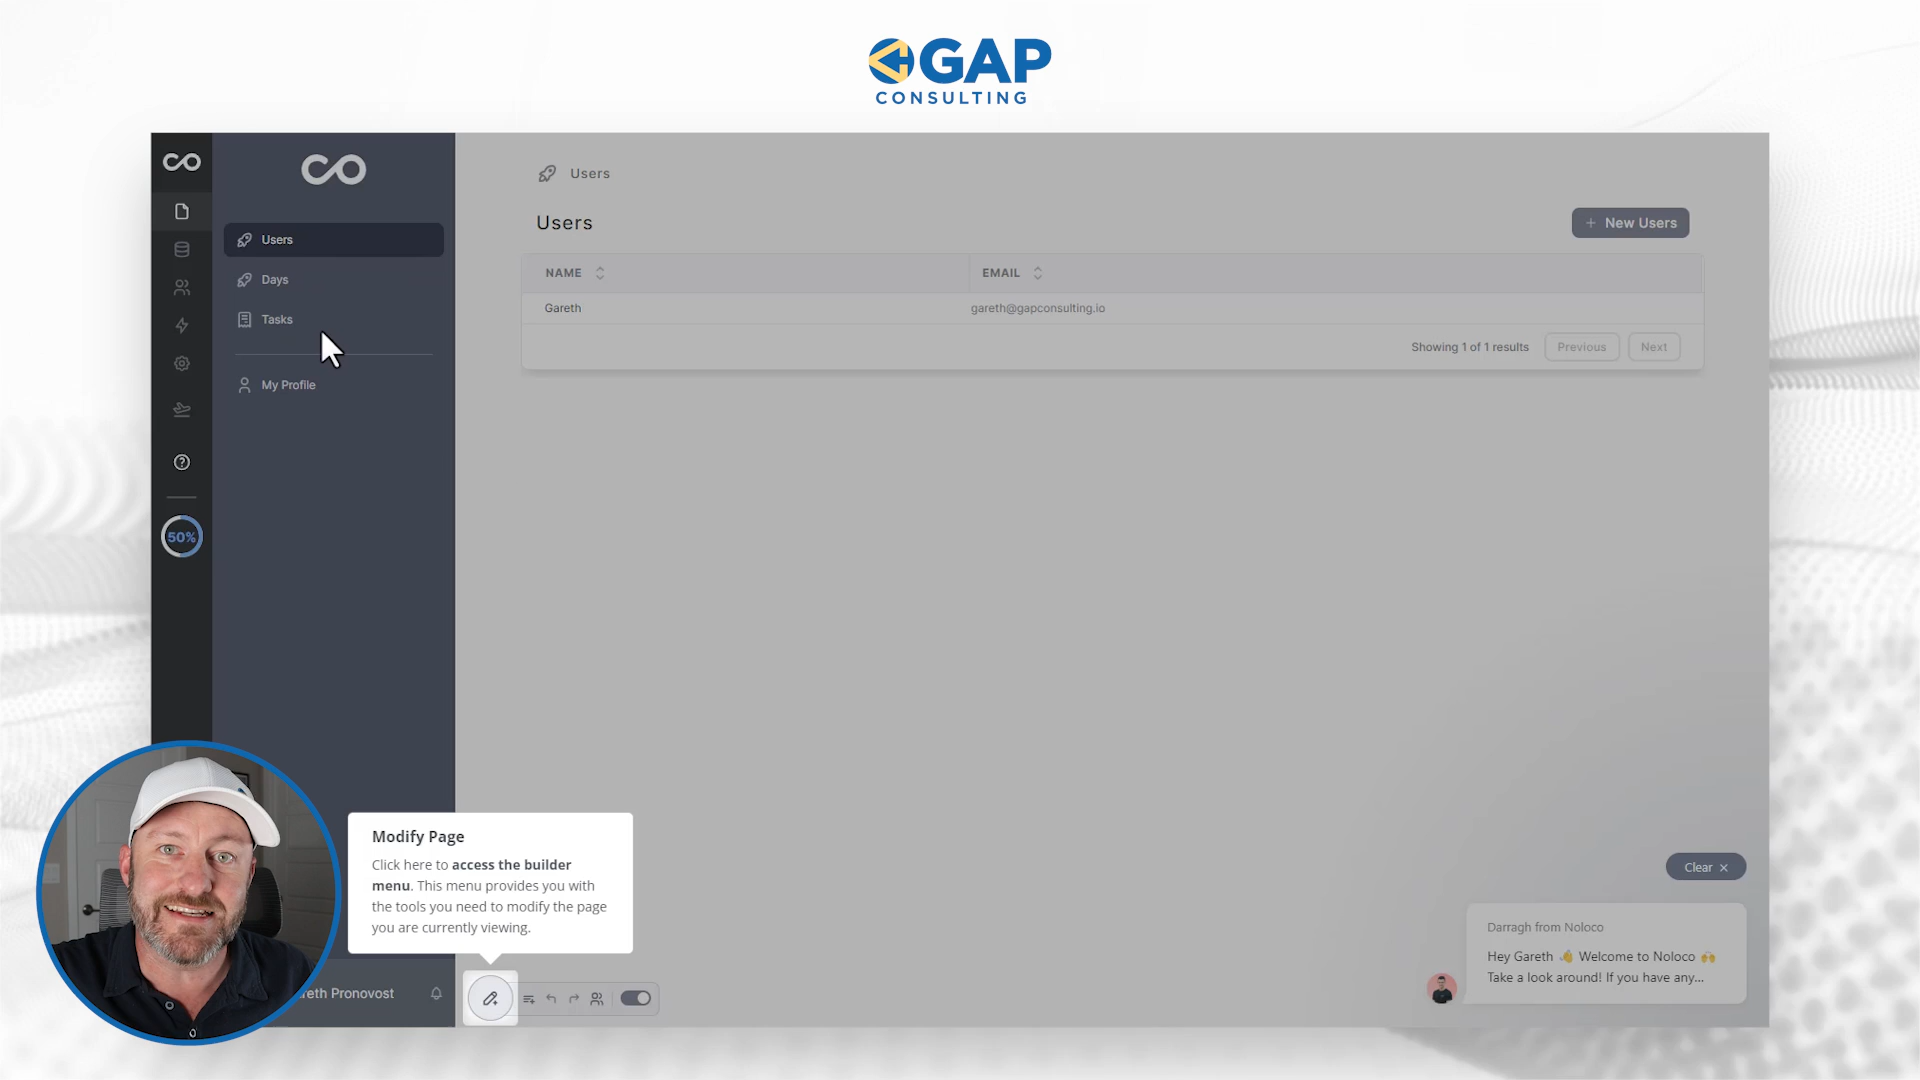 GAP
CONSULTING
Users
Days
Tasks
My Profile
50%
Users
Users
+ New Users
NAME
EMAIL
Gareth
gareth@gapconsulting.io
Showing 1 of 1 results
Previous
Next
Modify Page
Click here to access the builder
menu. This menu provides you with
the tools you need to modify the page
you are currently viewing.
reth Pronovost
Clear ×
Darragh from Noloco
Hey Gareth 👋 Welcome to Noloco 🙌
Take a look around! If you have any...